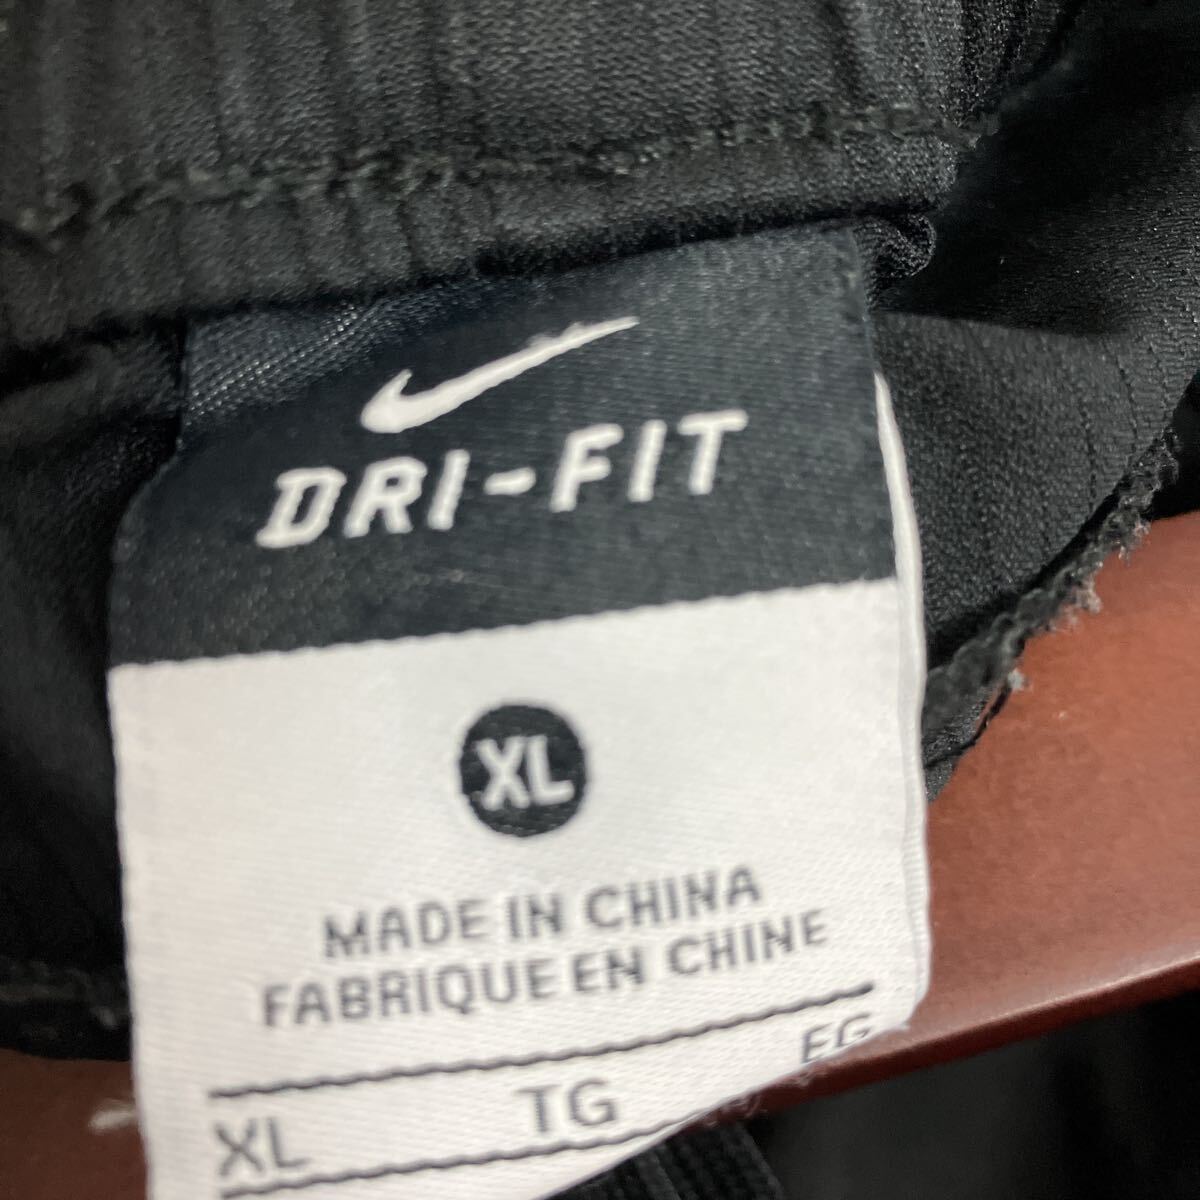 DRI-FIT
XL
MADE IN CHINA
FABRIQUE EN CHINE
XL TG EG